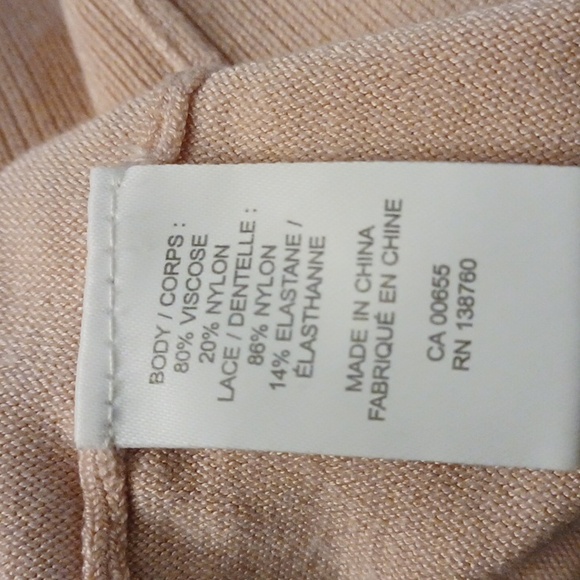 BODY / CORPS :
80% VISCOSE
20% NYLON
LACE / DENTELLE :
86% NYLON
14% ELASTANE /
ÉLASTHANNE
MADE IN CHINA
FABRIQUÉ EN CHINE
CA 00655
RN 138760